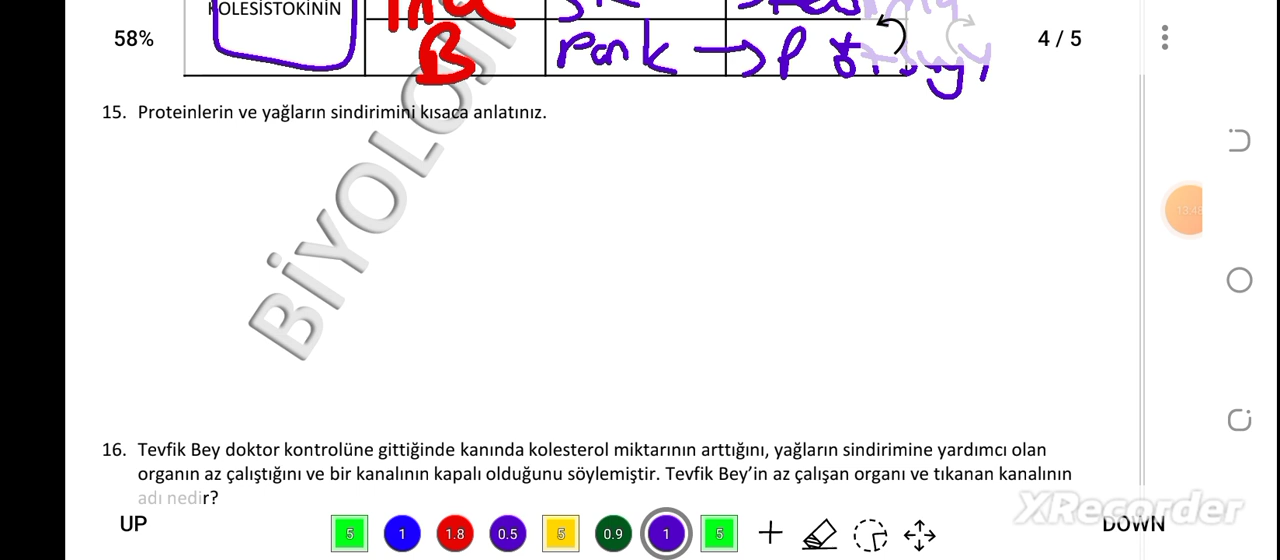 KOLESİSTOKİNİN
58%
B
pank → P
4 / 5
15. Proteinlerin ve yağların sindirimini kısaca anlatınız.
BİYOLOJİ
13:48
16. Tevfik Bey doktor kontrolüne gittiğinde kanında kolesterol miktarının arttığını, yağların sindirimine yardımcı olan
organın az çalıştığını ve bir kanalının kapalı olduğunu söylemiştir. Tevfik Bey'in az çalışan organı ve tıkanan kanalının
adı nedir?
XRecorder
UP
5 1 1.8 0.5 5 0.9 1 5
DOWN